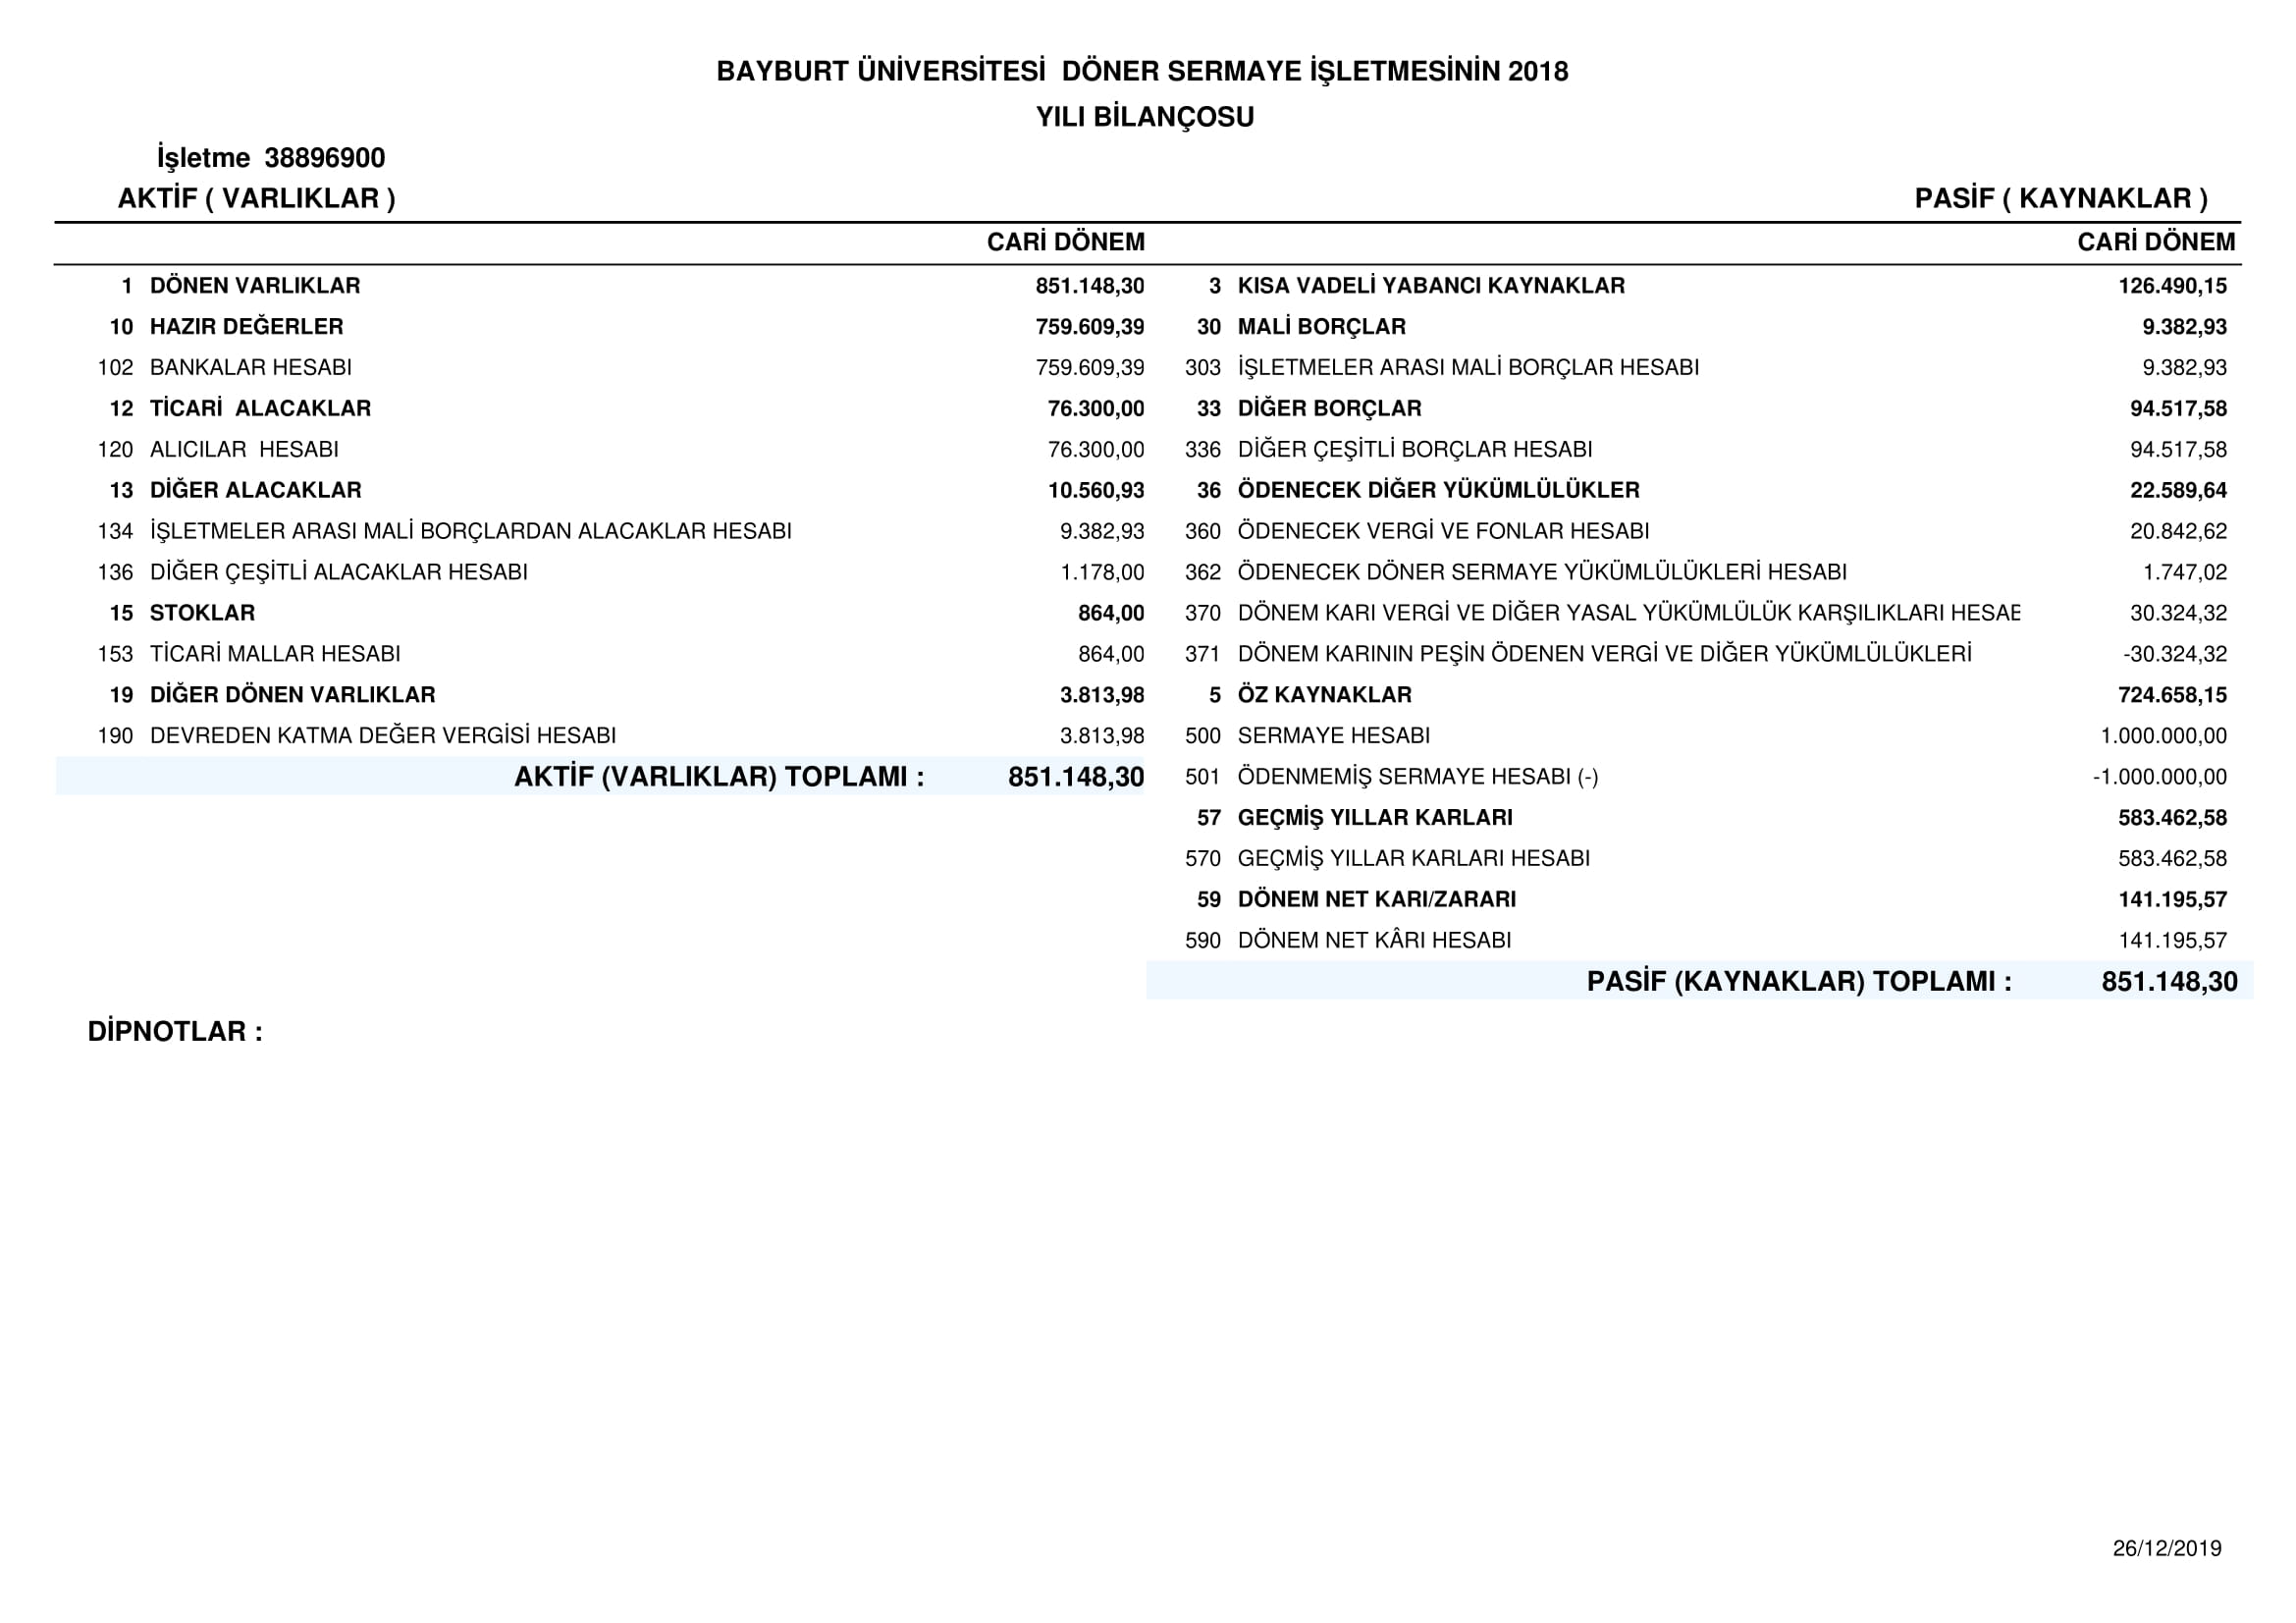 BAYBURT ÜNİVERSİTESİ  DÖNER SERMAYE İŞLETMESİNİN 2018
YILI BİLANÇOSU
İşletme  38896900
AKTİF ( VARLIKLAR )
PASİF ( KAYNAKLAR )
CARİ DÖNEM
CARİ DÖNEM
1 DÖNEN VARLIKLAR 851.148,30
10 HAZIR DEĞERLER 759.609,39
102 BANKALAR HESABI 759.609,39
12 TİCARİ  ALACAKLAR 76.300,00
120 ALICILAR  HESABI 76.300,00
13 DİĞER ALACAKLAR 10.560,93
134 İŞLETMELER ARASI MALİ BORÇLARDAN ALACAKLAR HESABI 9.382,93
136 DİĞER ÇEŞİTLİ ALACAKLAR HESABI 1.178,00
15 STOKLAR 864,00
153 TİCARİ MALLAR HESABI 864,00
19 DİĞER DÖNEN VARLIKLAR 3.813,98
190 DEVREDEN KATMA DEĞER VERGİSİ HESABI 3.813,98
AKTİF (VARLIKLAR) TOPLAMI : 851.148,30
3 KISA VADELİ YABANCI KAYNAKLAR 126.490,15
30 MALİ BORÇLAR 9.382,93
303 İŞLETMELER ARASI MALİ BORÇLAR HESABI 9.382,93
33 DİĞER BORÇLAR 94.517,58
336 DİĞER ÇEŞİTLİ BORÇLAR HESABI 94.517,58
36 ÖDENECEK DİĞER YÜKÜMLÜLÜKLER 22.589,64
360 ÖDENECEK VERGİ VE FONLAR HESABI 20.842,62
362 ÖDENECEK DÖNER SERMAYE YÜKÜMLÜLÜKLERİ HESABI 1.747,02
370 DÖNEM KARI VERGİ VE DİĞER YASAL YÜKÜMLÜLÜK KARŞILIKLARI HESAE 30.324,32
371 DÖNEM KARININ PEŞİN ÖDENEN VERGİ VE DİĞER YÜKÜMLÜLÜKLERİ -30.324,32
5 ÖZ KAYNAKLAR 724.658,15
500 SERMAYE HESABI 1.000.000,00
501 ÖDENMEMİŞ SERMAYE HESABI (-) -1.000.000,00
57 GEÇMİŞ YILLAR KARLARI 583.462,58
570 GEÇMİŞ YILLAR KARLARI HESABI 583.462,58
59 DÖNEM NET KARI/ZARARI 141.195,57
590 DÖNEM NET KÂRI HESABI 141.195,57
PASİF (KAYNAKLAR) TOPLAMI : 851.148,30
DİPNOTLAR :
26/12/2019